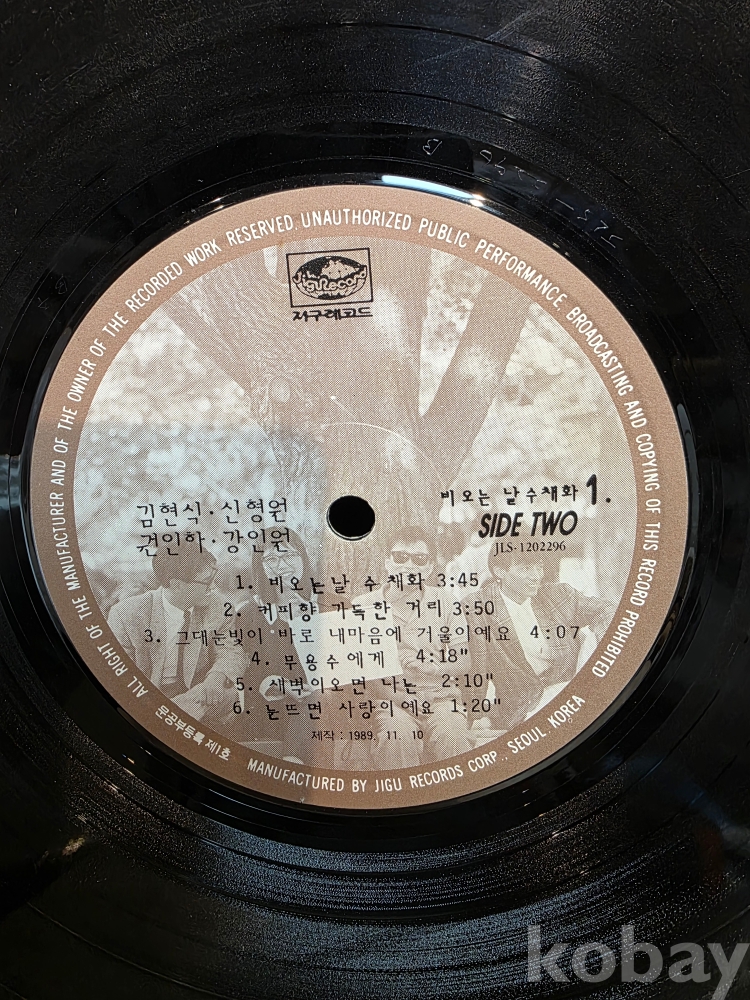 ALL RIGHT OF THE MANUFACTURER AND OF THE OWNER OF THE RECORDED WORK RESERVED. UNAUTHORIZED PUBLIC PERFORMANCE. BROADCASTING AND COPYING OF THIS RECORD PROHIBITED
JiguRecord
지구레코드
김현식·신형원
권인하·강인원
비오는 날 수채화 1.
SIDE TWO
JLS-1202296
1. 비오는날 수채화 3:45
2. 커피향 가득한 거리 3:50
3. 그대눈빛이 바로 내마음에 거울이예요 4:07
4. 무용수에게 4:18"
5. 새벽이오면 나는 2:10"
6. 눈뜨면 사랑이예요 1:20"
제작: 1989. 11. 10
문공부등록 제1호 MANUFACTURED BY JIGU RECORDS CORP., SEOUL, KOREA
kobay